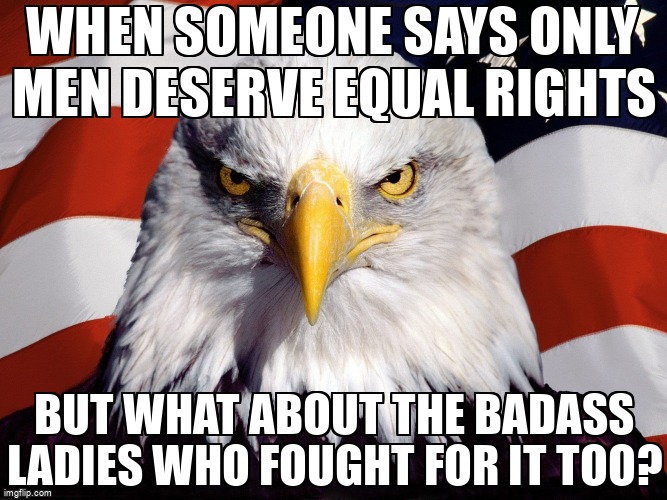 WHEN SOMEONE SAYS ONLY
MEN DESERVE EQUAL RIGHTS
BUT WHAT ABOUT THE BADASS
LADIES WHO FOUGHT FOR IT TOO?
imgflip.com